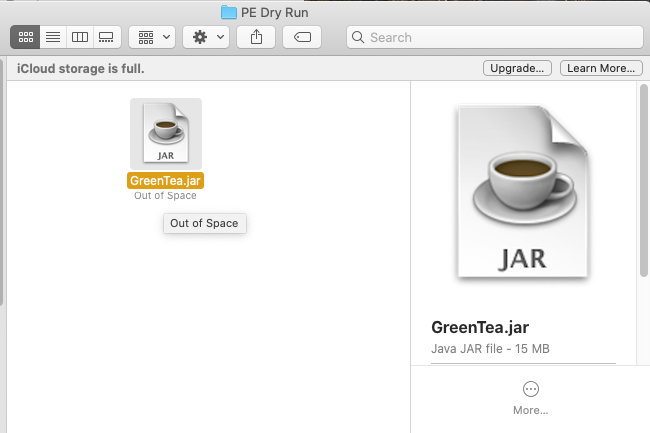 PE Dry Run
Search
iCloud storage is full.
Upgrade...
Learn More...
JAR
GreenTea.jar
Out of Space
Out of Space
JAR
GreenTea.jar
Java JAR file - 15 MB
More...